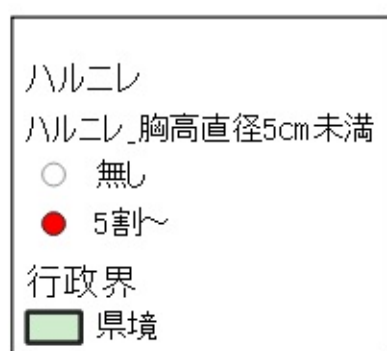 ハルニレ
ハルニレ_胸高直径5cm未満
無し
5割～
行政界
県境